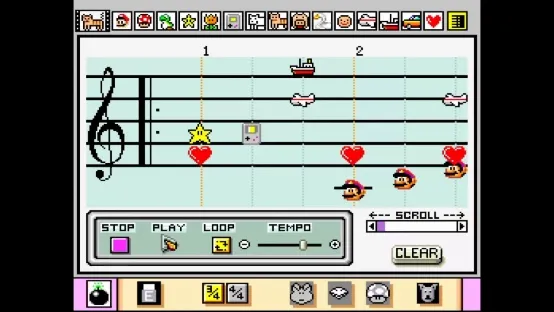 1 2
STOP PLAY LOOP TEMPO
SCROLL
CLEAR
3/4 4/4